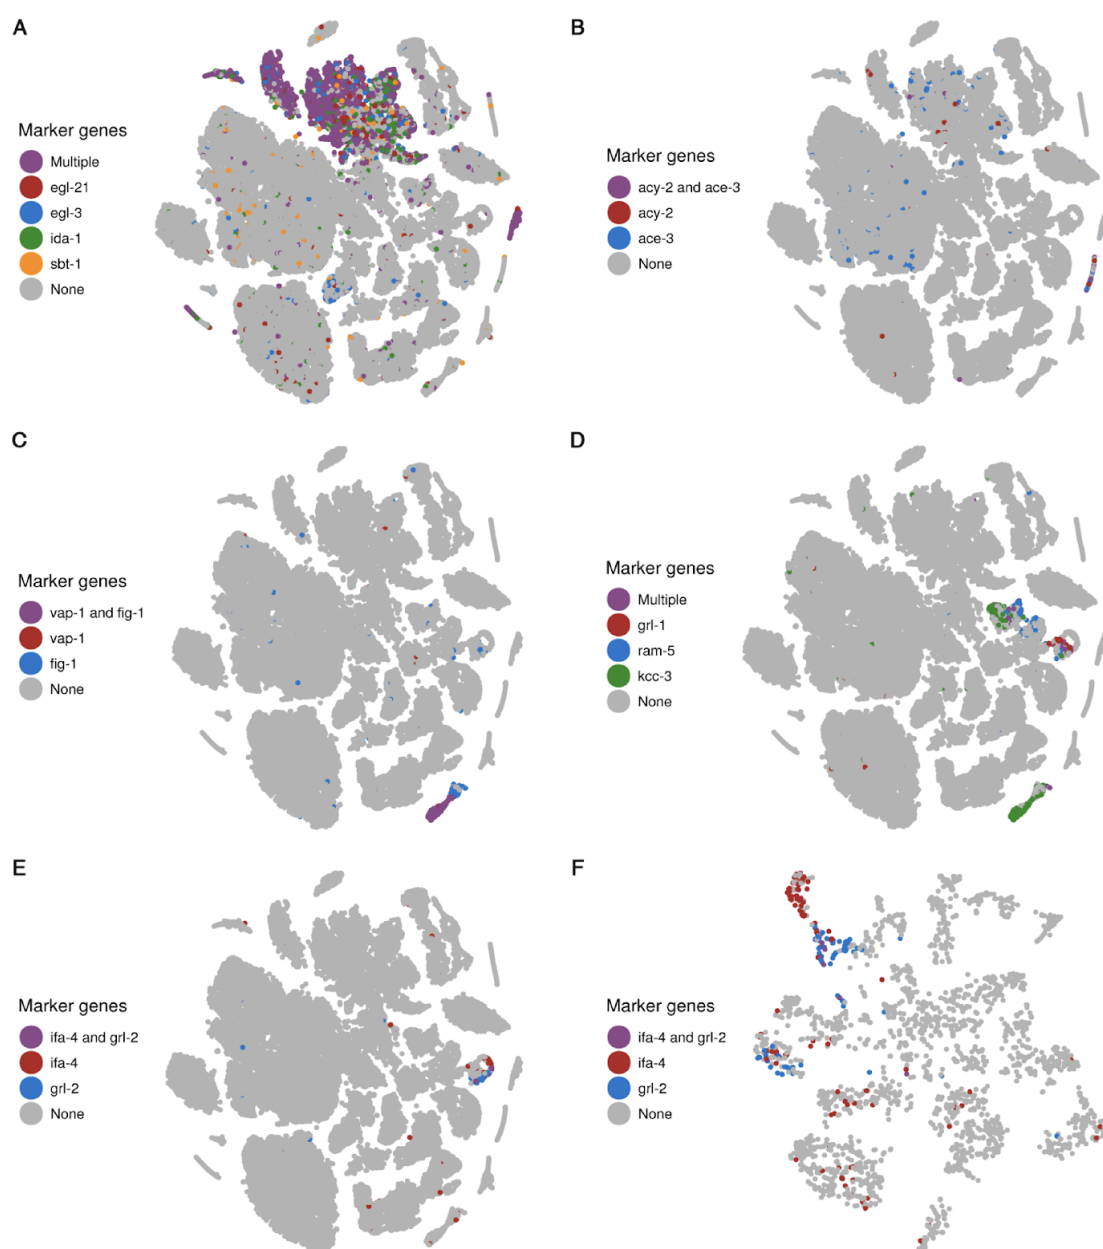 A
Marker genes
Multiple
egl-21
egl-3
ida-1
sbt-1
None
B
Marker genes
acy-2 and ace-3
acy-2
ace-3
None
C
Marker genes
vap-1 and fig-1
vap-1
fig-1
None
D
Marker genes
Multiple
grl-1
ram-5
kcc-3
None
E
Marker genes
ifa-4 and grl-2
ifa-4
grl-2
None
F
Marker genes
ifa-4 and grl-2
ifa-4
grl-2
None